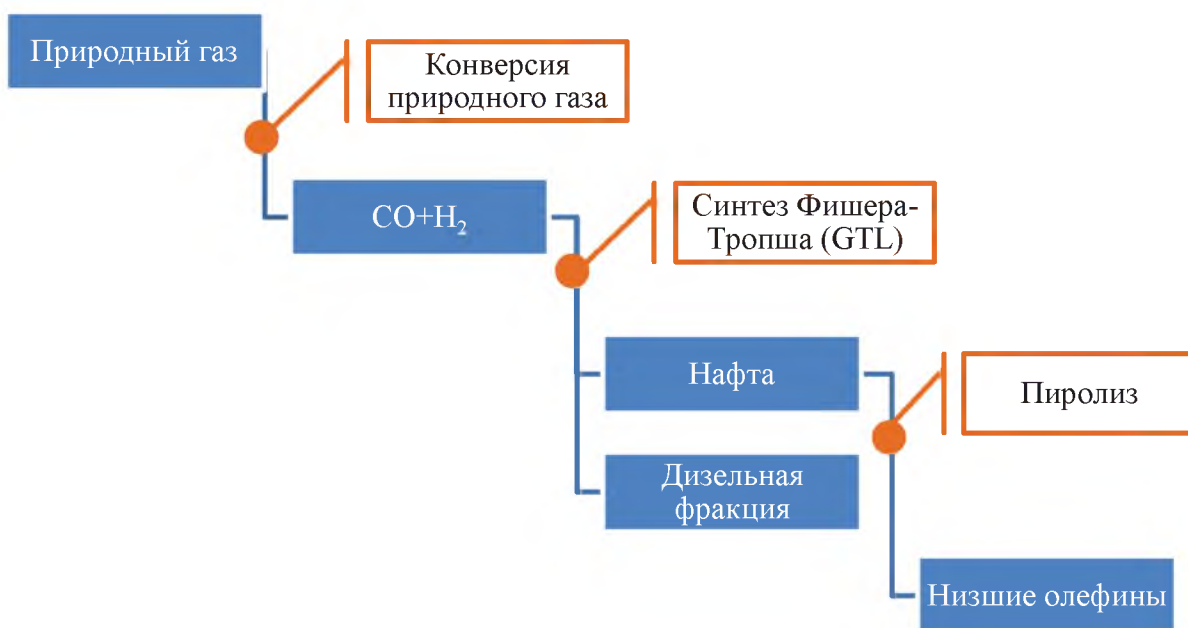 Природный газ
Конверсия
природного газа
CO+H₂
Синтез Фишера-
Тропша (GTL)
Нафта
Пиролиз
Дизельная
фракция
Низшие олефины